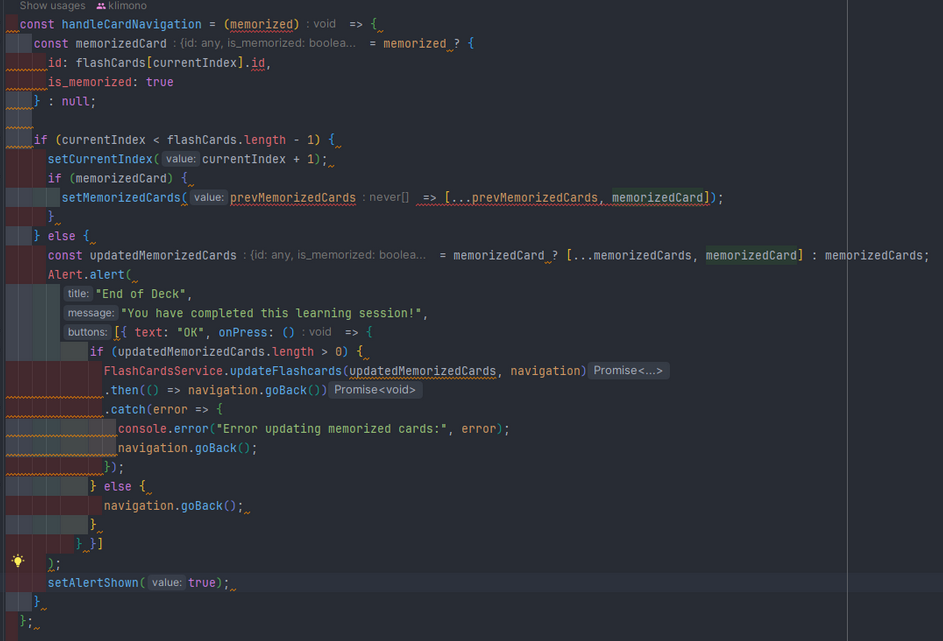 Show usages klimono
const handleCardNavigation = (memorized) : void => {
const memorizedCard : {id: any, is_memorized: boolea... = memorized ? {
id: flashCards[currentIndex].id,
is_memorized: true
} : null;
if (currentIndex < flashCards.length - 1) {
setCurrentIndex( value: currentIndex + 1);
if (memorizedCard) {
setMemorizedCards( value: prevMemorizedCards : never[] => [...prevMemorizedCards, memorizedCard]);
}
} else {
const updatedMemorizedCards : {id: any, is_memorized: boolea... = memorizedCard ? [...memorizedCards, memorizedCard] : memorizedCards;
Alert.alert(
title: "End of Deck",
message: "You have completed this learning session!",
buttons: [{ text: "OK", onPress: () : void => {
if (updatedMemorizedCards.length > 0) {
FlashCardsService.updateFlashcards(updatedMemorizedCards, navigation) Promise<...>
.then(() => navigation.goBack()) Promise<void>
.catch(error => {
console.error("Error updating memorized cards:", error);
navigation.goBack();
});
} else {
navigation.goBack();
}
} }]
);
setAlertShown( value: true);
}
};